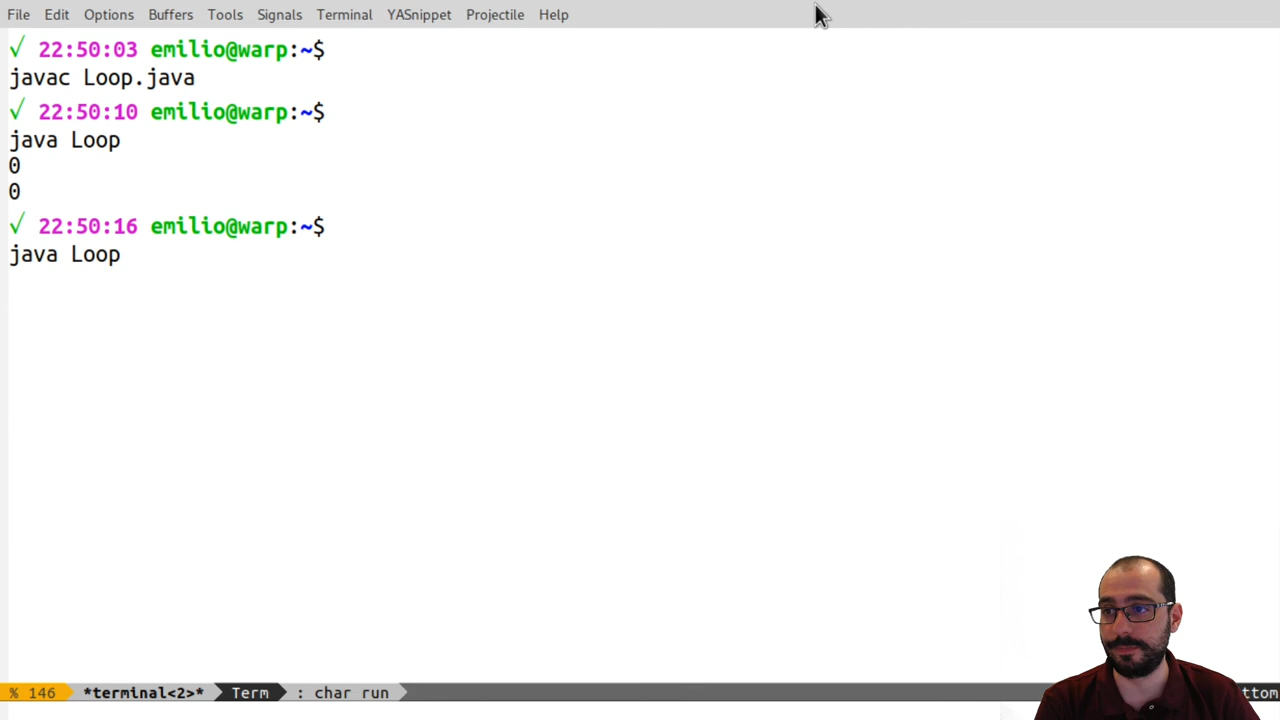 File Edit Options Buffers Tools Signals Terminal YASnippet Projectile Help
√ 22:50:03 emilio@warp:~$
javac Loop.java
√ 22:50:10 emilio@warp:~$
java Loop
0
0
√ 22:50:16 emilio@warp:~$
java Loop
% 146 *terminal<2>* Term : char run ttom